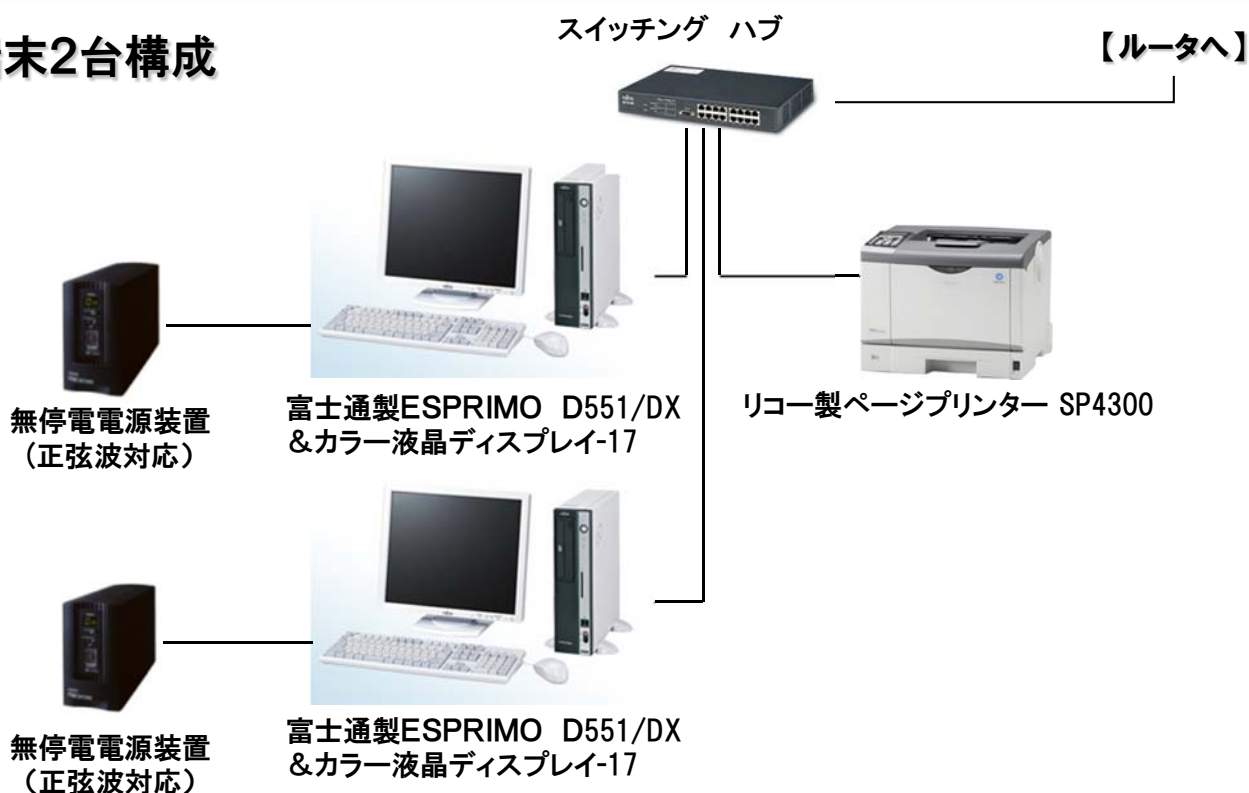 末2台構成
スイッチング ハブ
【ルータへ】
無停電電源装置
（正弦波対応）
富士通製ESPRIMO D551/DX
＆カラー液晶ディスプレイ-17
リコー製ページプリンター SP4300
無停電電源装置
（正弦波対応）
富士通製ESPRIMO D551/DX
＆カラー液晶ディスプレイ-17